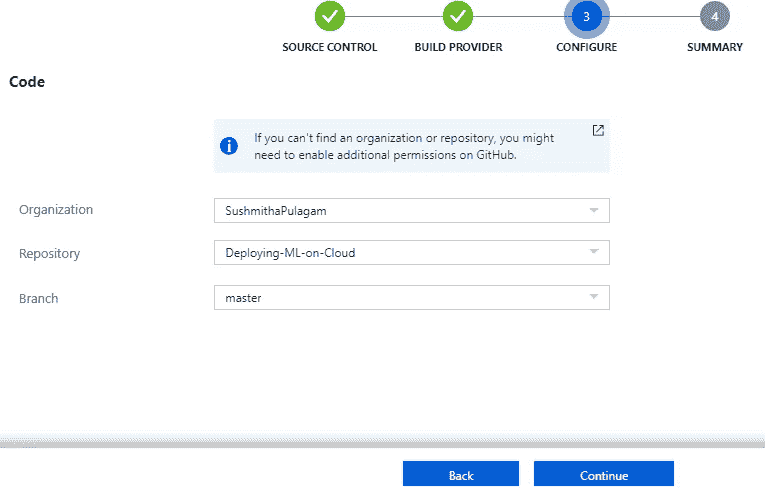 3
4
SOURCE CONTROL
BUILD PROVIDER
CONFIGURE
SUMMARY
Code
If you can't find an organization or repository, you might
need to enable additional permissions on GitHub.
Organization
SushmithaPulagam
Repository
Deploying-ML-on-Cloud
Branch
master
Back
Continue